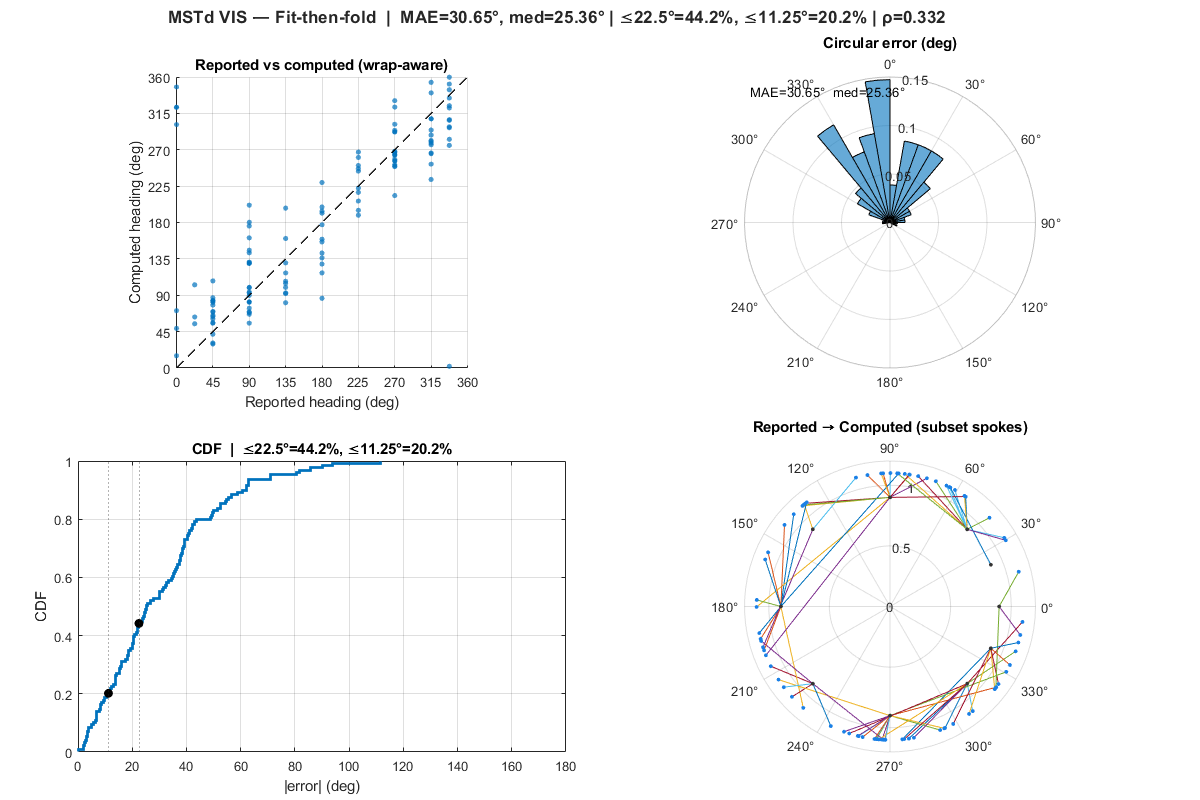 MSTd VIS — Fit-then-fold | MAE=30.65°, med=25.36° | ≤22.5°=44.2%, ≤11.25°=20.2% | ρ=0.332
Reported vs computed (wrap-aware)
360
315
270
225
180
135
90
45
0
Computed heading (deg)
0 45 90 135 180 225 270 315 360
Reported heading (deg)
Circular error (deg)
0°
330° 0.15 30°
MAE=30.65° med=25.36°
300° 0.1 60°
0.05
270° 0 90°
240° 120°
210° 150°
180°
CDF | ≤22.5°=44.2%, ≤11.25°=20.2%
1
0.8
0.6
0.4
0.2
0
CDF
0 20 40 60 80 100 120 140 160 180
|error| (deg)
Reported → Computed (subset spokes)
90°
120° 60°
1
150° 30°
0.5
180° 0 0°
210° 330°
240° 300°
270°